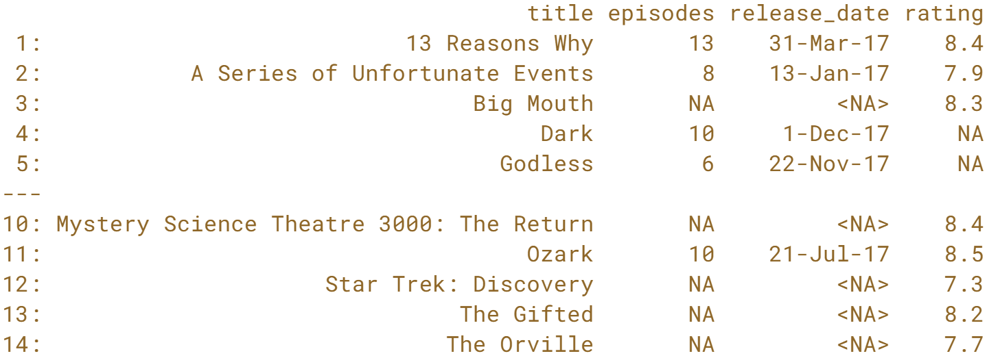 title episodes release_date rating
1: 13 Reasons Why 13 31-Mar-17 8.4
2: A Series of Unfortunate Events 8 13-Jan-17 7.9
3: Big Mouth NA <NA> 8.3
4: Dark 10 1-Dec-17 NA
5: Godless 6 22-Nov-17 NA
---
10: Mystery Science Theatre 3000: The Return NA <NA> 8.4
11: Ozark 10 21-Jul-17 8.5
12: Star Trek: Discovery NA <NA> 7.3
13: The Gifted NA <NA> 8.2
14: The Orville NA <NA> 7.7